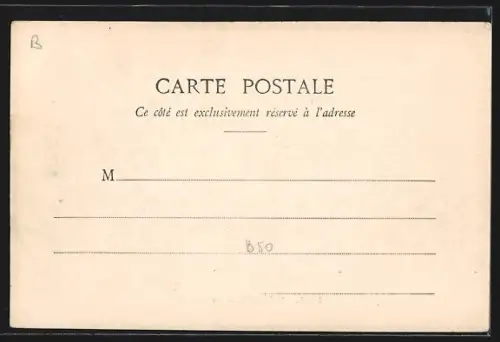 B
CARTE POSTALE
Ce côté est exclusivement réservé à l'adresse
M
B50